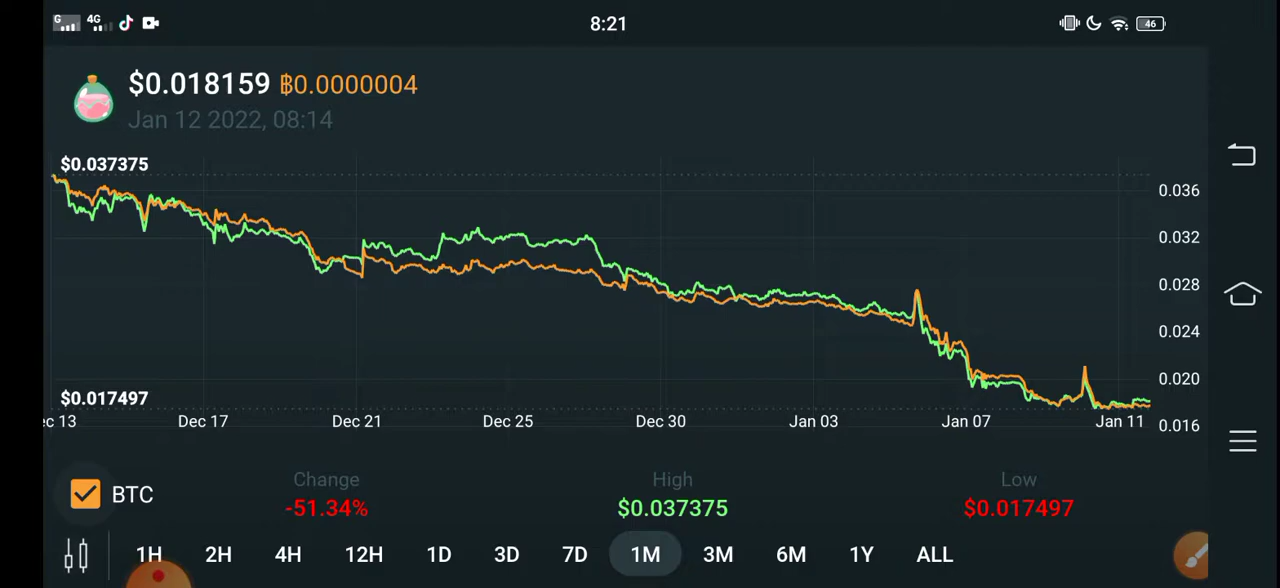 G 4G 8:21 46
$0.018159 ฿0.0000004
Jan 12 2022, 08:14
$0.037375
0.036
0.032
0.028
0.024
0.020
$0.017497
c 13 Dec 17 Dec 21 Dec 25 Dec 30 Jan 03 Jan 07 Jan 11 0.016
BTC
Change High Low
-51.34% $0.037375 $0.017497
1H 2H 4H 12H 1D 3D 7D 1M 3M 6M 1Y ALL